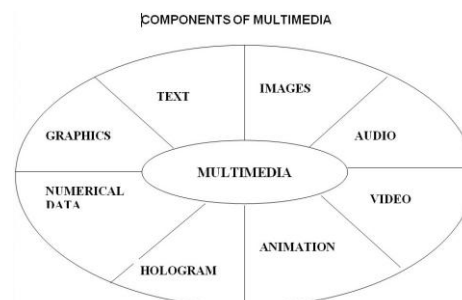 COMPONENTS OF MULTIMEDIA
TEXT
IMAGES
GRAPHICS
AUDIO
MULTIMEDIA
NUMERICAL
DATA
VIDEO
HOLOGRAM
ANIMATION